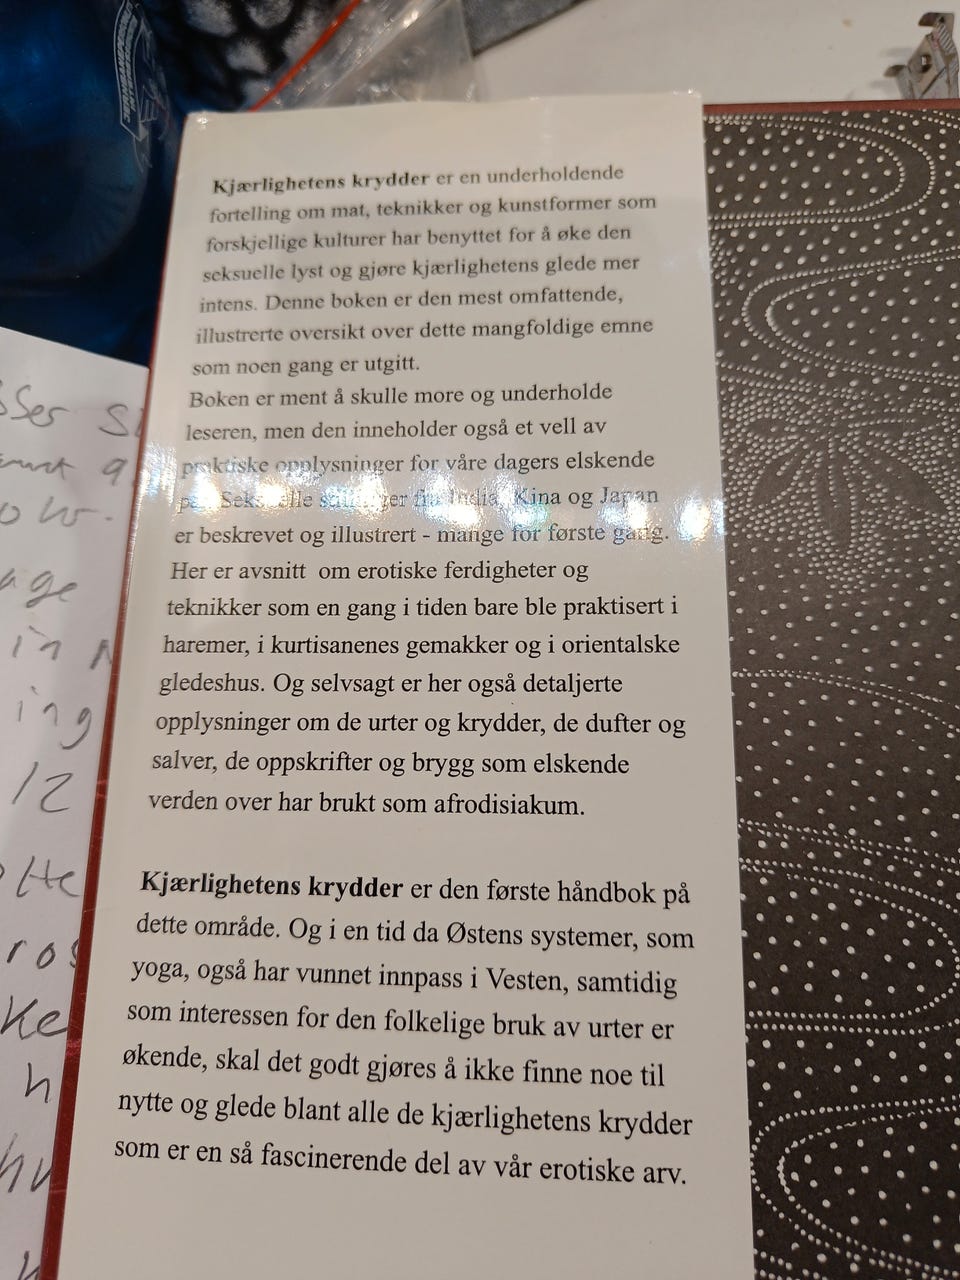 Kjærlighetens krydder er en underholdende
fortelling om mat, teknikker og kunstformer som
forskjellige kulturer har benyttet for å øke den
seksuelle lyst og gjøre kjærlighetens glede mer
intens. Denne boken er den mest omfattende,
illustrerte oversikt over dette mangfoldige emne
som noen gang er utgitt.
Boken er ment å skulle more og underholde
leseren, men den inneholder også et vell av
praktiske opplysninger for våre dagers elskende
par. Seksuelle stillinger fra India, Kina og Japan
er beskrevet og illustrert - mange for første gang.
Her er avsnitt om erotiske ferdigheter og
teknikker som en gang i tiden bare ble praktisert i
haremer, i kurtisanenes gemakker og i orientalske
gledeshus. Og selvsagt er her også detaljerte
opplysninger om de urter og krydder, de dufter og
salver, de oppskrifter og brygg som elskende
verden over har brukt som afrodisiakum.
Kjærlighetens krydder er den første håndbok på
dette område. Og i en tid da Østens systemer, som
yoga, også har vunnet innpass i Vesten, samtidig
som interessen for den folkelige bruk av urter er
økende, skal det godt gjøres å ikke finne noe til
nytte og glede blant alle de kjærlighetens krydder
som er en så fascinerende del av vår erotiske arv.
12